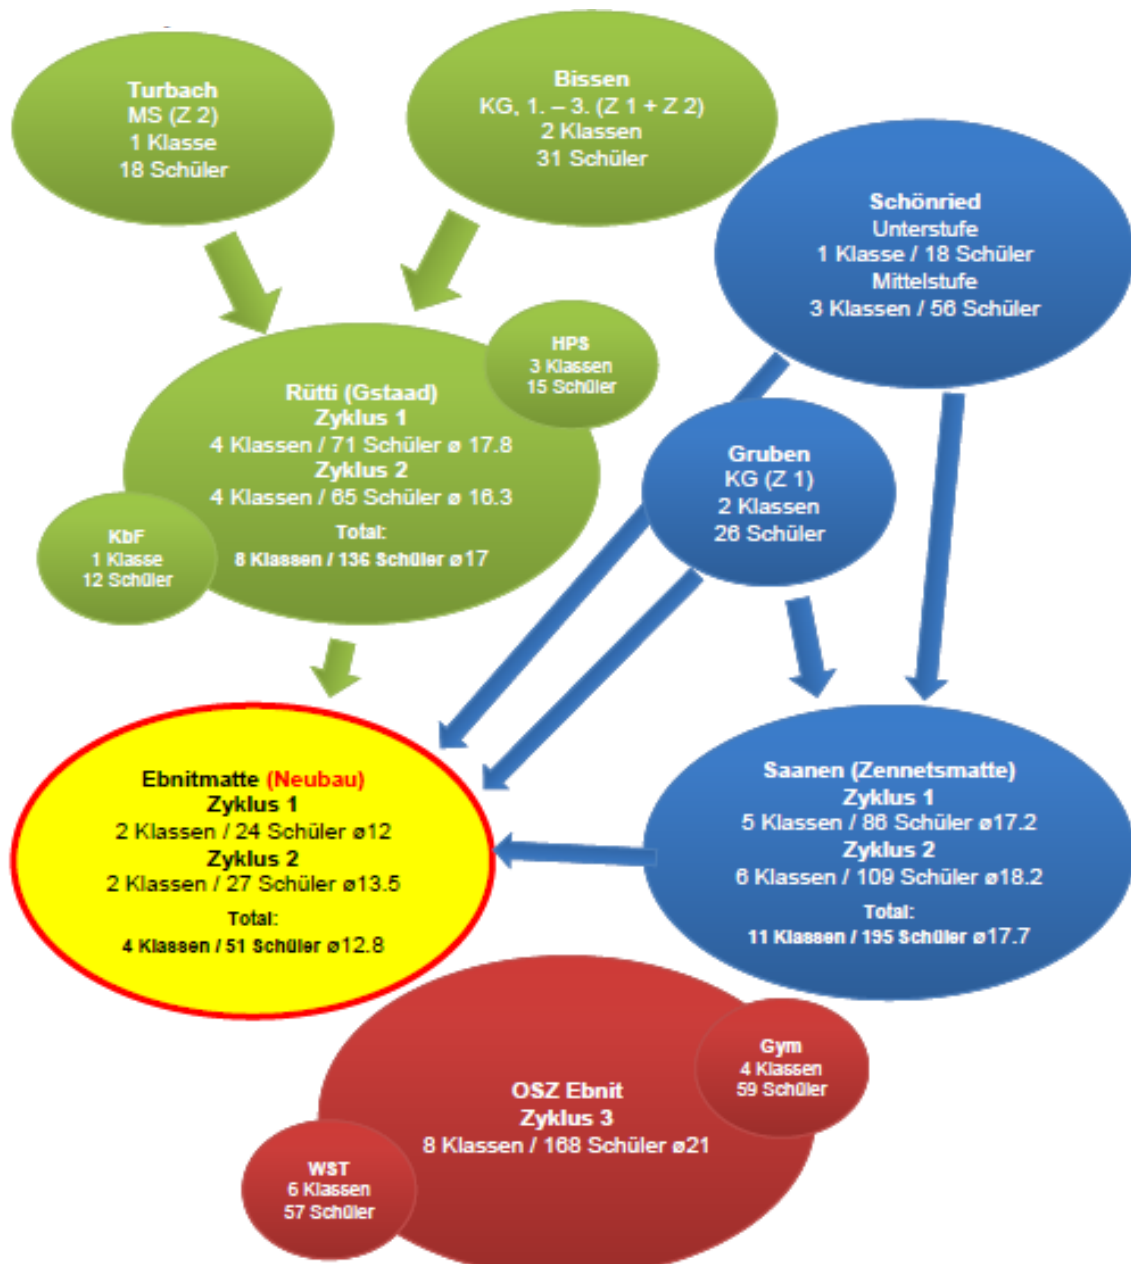 Turbach
MS (Z 2)
1 Klasse
18 Schüler
Bissen
KG, 1. – 3. (Z 1 + Z 2)
2 Klassen
31 Schüler
Schönried
Unterstufe
1 Klasse / 18 Schüler
Mittelstufe
3 Klassen / 56 Schüler
HPS
3 Klassen
15 Schüler
Rütti (Gstaad)
Zyklus 1
4 Klassen / 71 Schüler ø 17.8
Zyklus 2
4 Klassen / 65 Schüler ø 16.3
Total:
8 Klassen / 136 Schüler ø17
Gruben
KG (Z 1)
2 Klassen
26 Schüler
KbF
1 Klasse
12 Schüler
Ebnitmatte (Neubau)
Zyklus 1
2 Klassen / 24 Schüler ø12
Zyklus 2
2 Klassen / 27 Schüler ø13.5
Total:
4 Klassen / 51 Schüler ø12.8
Saanen (Zennetsmatte)
Zyklus 1
5 Klassen / 86 Schüler ø17.2
Zyklus 2
6 Klassen / 109 Schüler ø18.2
Total:
11 Klassen / 195 Schüler ø17.7
Gym
4 Klassen
59 Schüler
OSZ Ebnit
Zyklus 3
8 Klassen / 168 Schüler ø21
WST
6 Klassen
57 Schüler